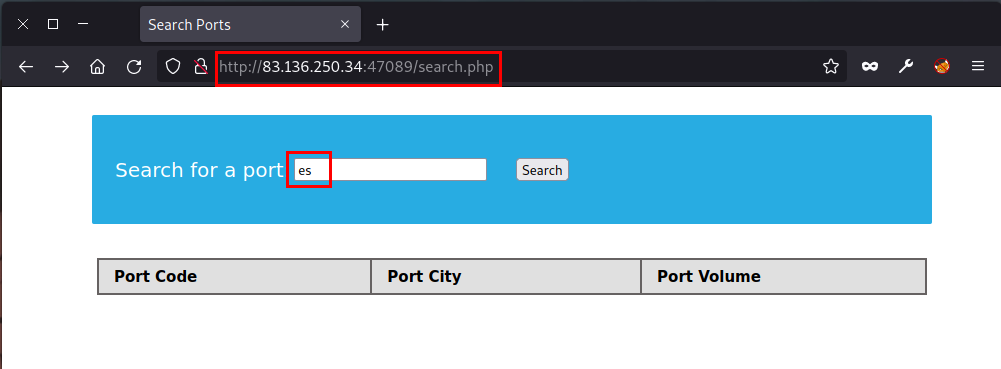 Search Ports
http://83.136.250.34:47089/search.php
Search for a port es Search
Port Code Port City Port Volume